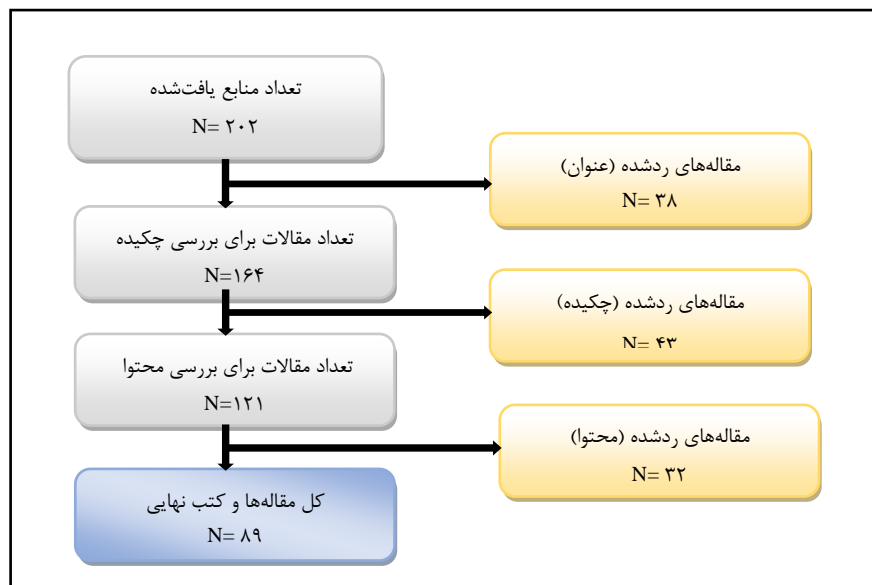 تعداد منابع یافت‌شده
N= ۲۰۲
مقاله‌های ردشده (عنوان)
N= ۳۸
تعداد مقالات برای بررسی چکیده
N=۱۶۴
مقاله‌های ردشده (چکیده)
N= ۴۳
تعداد مقالات برای بررسی محتوا
N=۱۲۱
مقاله‌های ردشده (محتوا)
N= ۳۲
کل مقاله‌ها و کتب نهایی
N= ۸۹